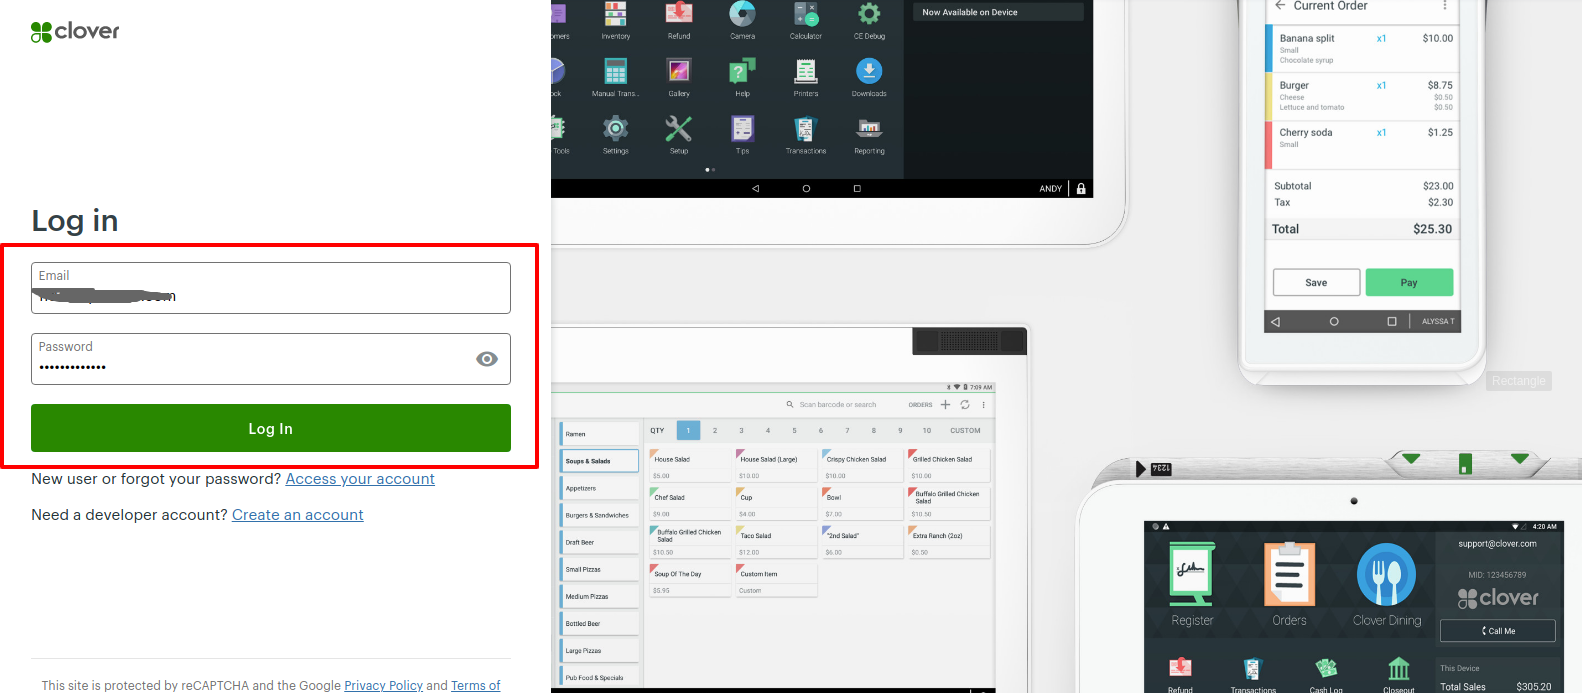 clover
Log in
Email
Password
Log In
New user or forgot your password? Access your account
Need a developer account? Create an account
This site is protected by reCAPTCHA and the Google Privacy Policy and Terms of
omers
Inventory
Refund
Camera
Calculator
CE Debug
ock
Manual Trans...
Gallery
Help
Printers
Downloads
Tools
Settings
Setup
Tips
Transactions
Reporting
Now Available on Device
ANDY
Current Order
Banana split x1 $10.00
Small
Chocolate syrup
Burger x1 $8.75
Cheese $0.50
Lettuce and tomato $0.50
Cherry soda x1 $1.25
Small
Subtotal $23.00
Tax $2.30
Total $25.30
Save
Pay
ALYSSA T
Rectangle
7:09 AM
Scan barcode or search
ORDERS
QTY 1 2 3 4 5 6 7 8 9 10 CUSTOM
Ramen
Soups & Salads
Appetizers
Burgers & Sandwiches
Draft Beer
Small Pizzas
Medium Pizzas
Bottled Beer
Large Pizzas
Pub Food & Specials
House Salad
$5.00
House Salad (Large)
$10.00
Crispy Chicken Salad
$10.00
Grilled Chicken Salad
$10.00
Chef Salad
$9.00
Cup
$4.00
Bowl
$7.00
Buffalo Grilled Chicken
Salad
$10.50
Buffalo Grilled Chicken
Salad
$10.50
Taco Salad
$12.00
"2nd Salad"
$6.00
Extra Ranch (2oz)
$0.50
Soup Of The Day
$5.95
Custom Item
Custom
1234
4:20 AM
Register
Orders
Clover Dining
support@clover.com
MID: 123456789
clover
Call Me
Refund
Transactions
Cash Log
Closeout
This Device
Total Sales $305.20